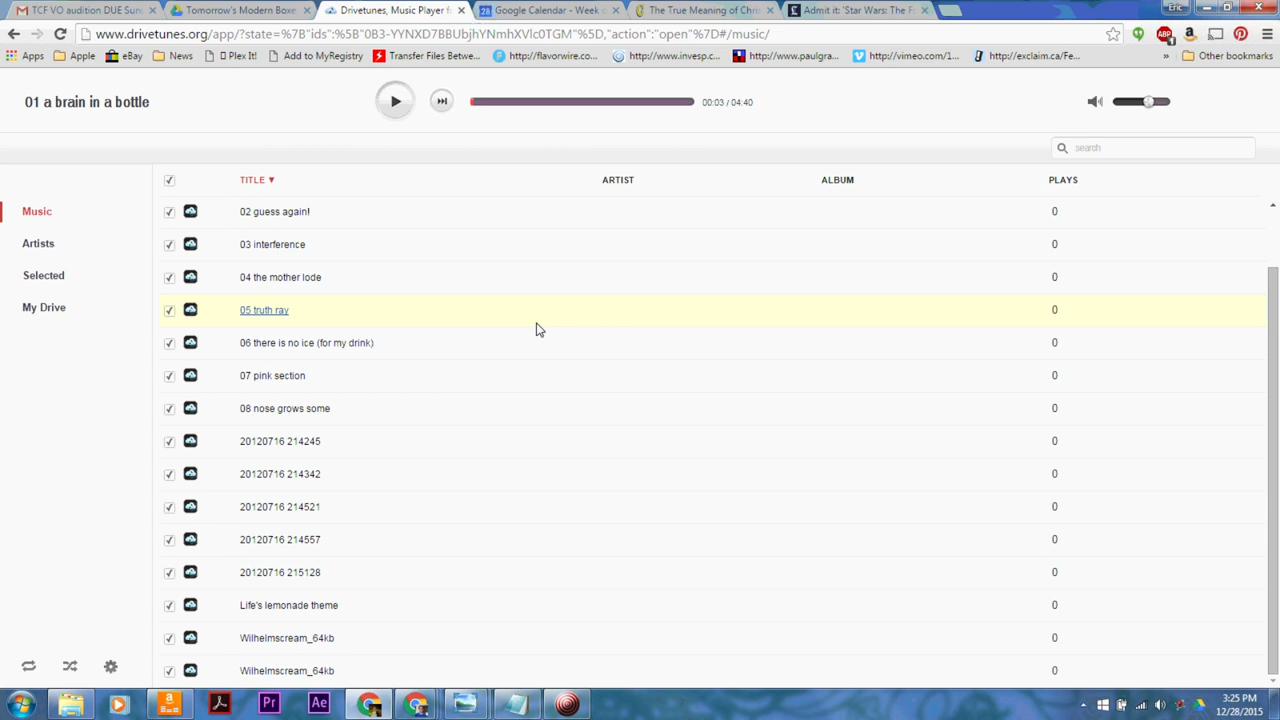 TCF VO audition DUE Sun
Tomorrow's Modern Boxe
Drivetunes, Music Player f
Google Calendar - Week o
The True Meaning of Chris
Admit it: 'Star Wars: The F
Eric
www.drivetunes.org/app/?state=%7B"ids":%5B"0B3-YYNXD7BBUbjhYNmtXVlc0TGM"%5D,"action":"open"%7D#/music/
ABP
1
Apps
Apple
eBay
News
Plex It!
Add to MyRegistry
Transfer Files Betwe...
http://flavorwire.co...
http://www.invesp.c...
http://www.paulgra...
http://vimeo.com/1...
http://exclaim.ca/Fe...
»
Other bookmarks
01 a brain in a bottle
00:03 / 04:40
search
TITLE ▼ ARTIST ALBUM PLAYS
Music
Artists
Selected
My Drive
02 guess again! 0
03 interference 0
04 the mother lode 0
05 truth ray 0
06 there is no ice (for my drink) 0
07 pink section 0
08 nose grows some 0
20120716 214245 0
20120716 214342 0
20120716 214521 0
20120716 214557 0
20120716 215128 0
Life's lemonade theme 0
Wilhelmscream_64kb 0
Wilhelmscream_64kb 0
Pr
Ae
3:25 PM
12/28/2015